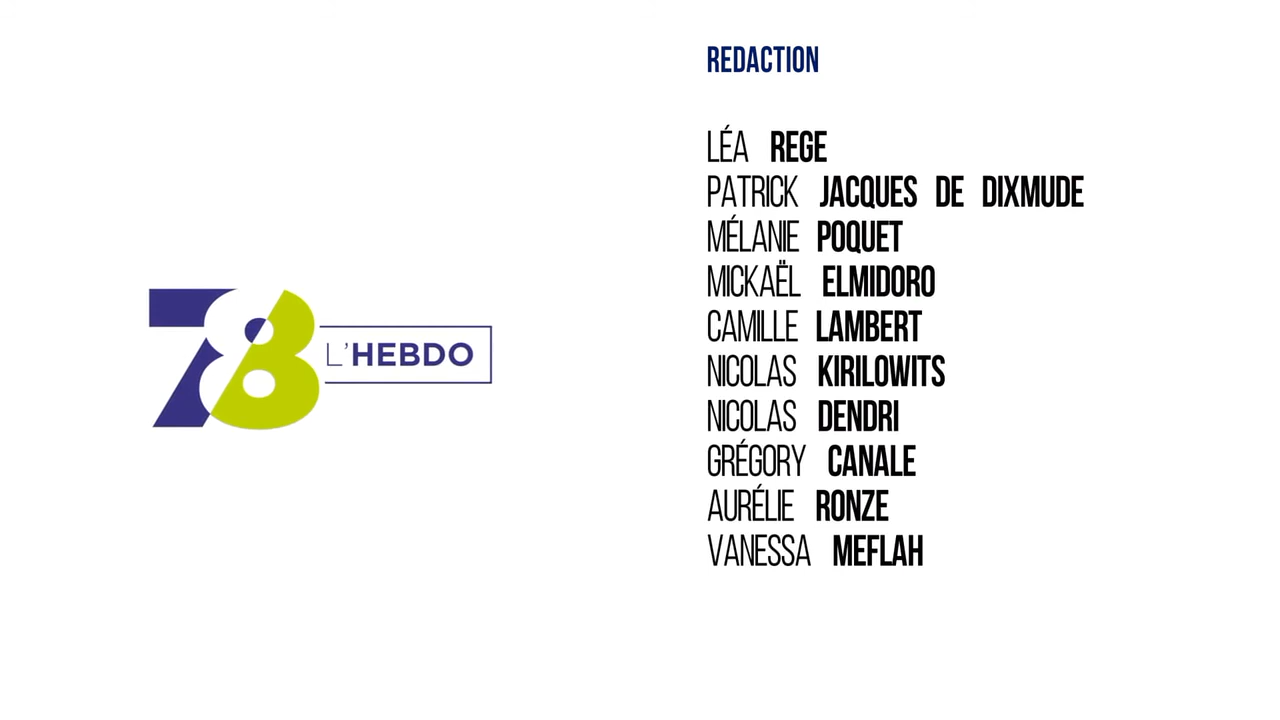 78 L'HEBDO
REDACTION
LÉA REGE
PATRICK JACQUES DE DIXMUDE
MÉLANIE POQUET
MICKAËL ELMIDORO
CAMILLE LAMBERT
NICOLAS KIRILOWITS
NICOLAS DENDRI
GRÉGORY CANALE
AURÉLIE RONZE
VANESSA MEFLAH